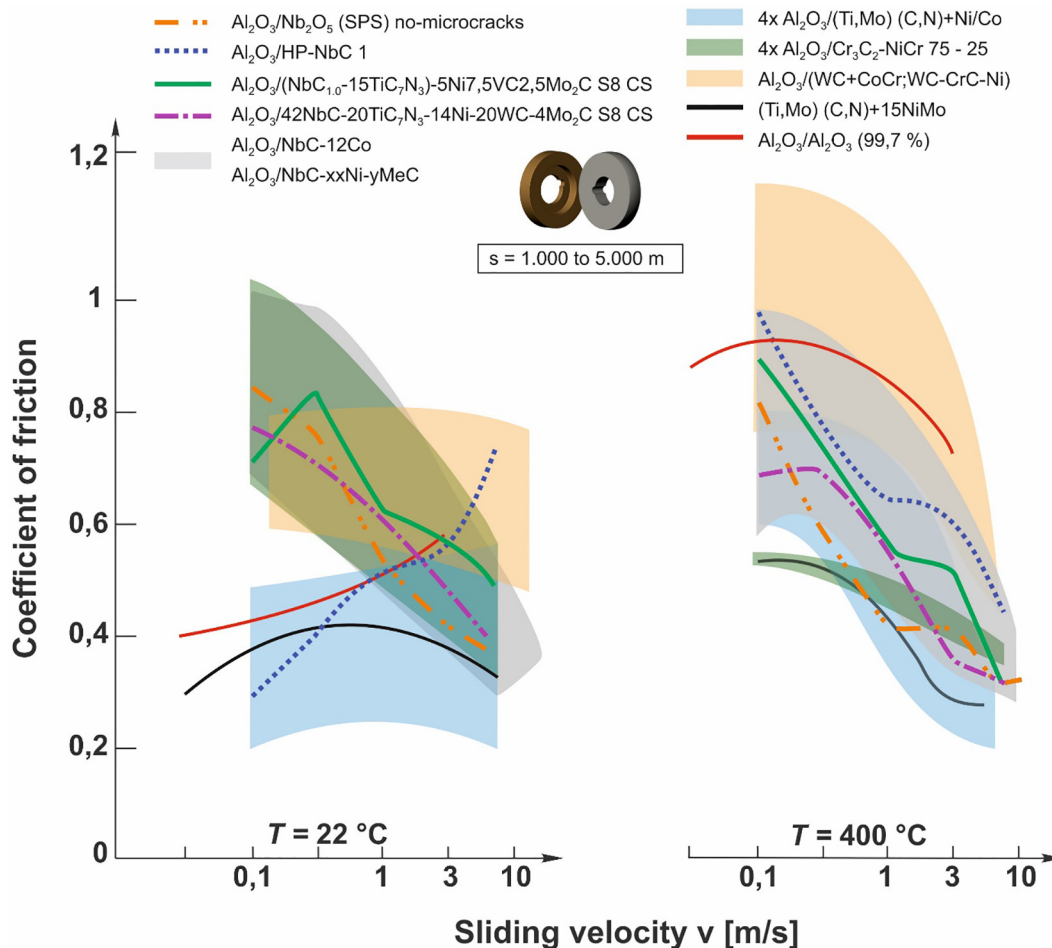 Al₂O₃/Nb₂O₅ (SPS) no-microcracks
Al₂O₃/HP-NbC 1
Al₂O₃/(NbC₁.₀-15TiC₇N₃)-5Ni7,5VC2,5Mo₂C S8 CS
Al₂O₃/42NbC-20TiC₇N₃-14Ni-20WC-4Mo₂C S8 CS
Al₂O₃/NbC-12Co
Al₂O₃/NbC-xxNi-yMeC
4x Al₂O₃/(Ti,Mo) (C,N)+Ni/Co
4x Al₂O₃/Cr₃C₂-NiCr 75 - 25
Al₂O₃/(WC+CoCr;WC-CrC-Ni)
(Ti,Mo) (C,N)+15NiMo
Al₂O₃/Al₂O₃ (99,7 %)
s = 1.000 to 5.000 m
Coefficient of friction
1,2
1
0,8
0,6
0,4
0,2
0
T = 22 °C
T = 400 °C
0,1 1 3 10
0,1 1 3 10
Sliding velocity v [m/s]